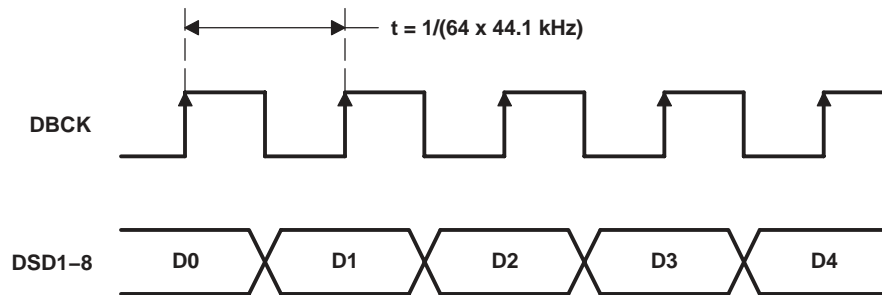 t = 1/(64 x 44.1 kHz)
DBCK
DSD1–8
D0 D1 D2 D3 D4